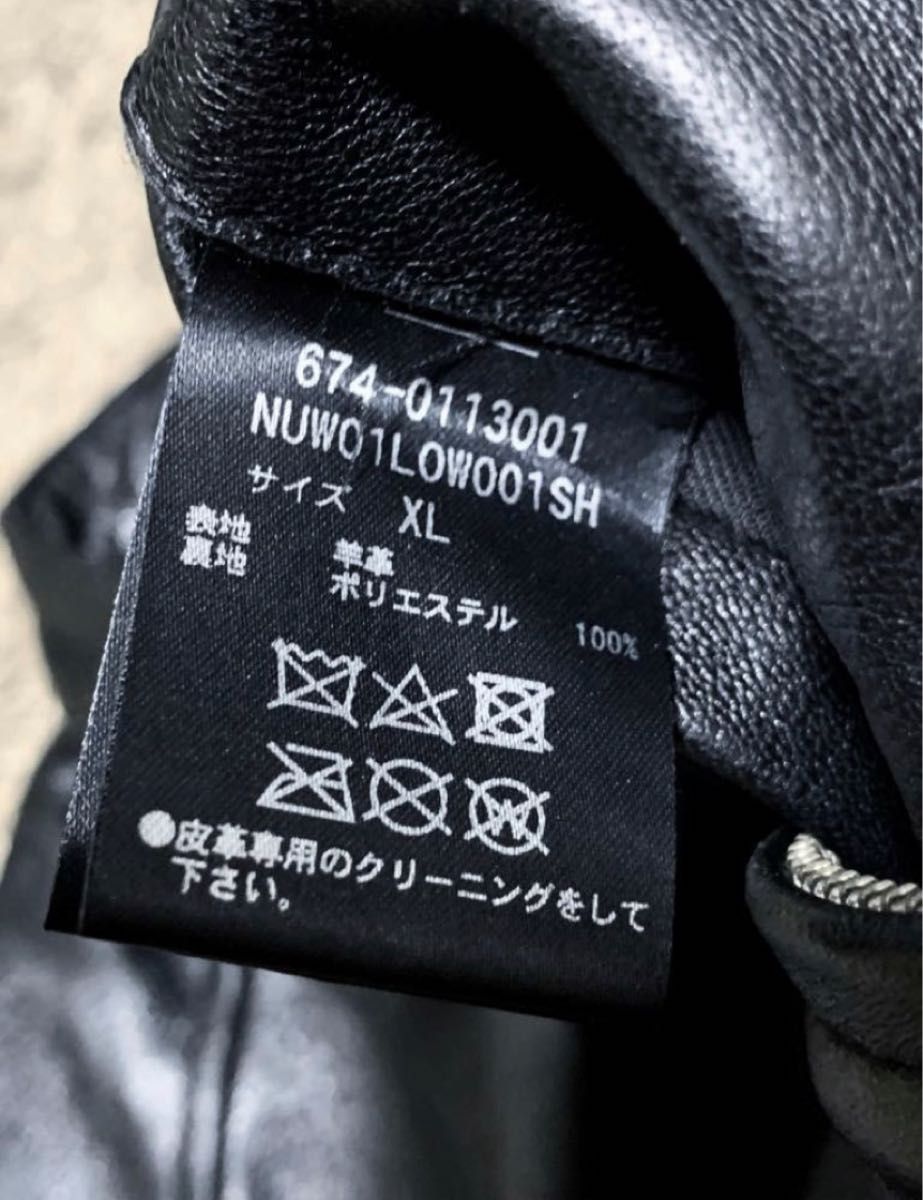 674-0113001
NUW01LOW001SH
サイズ XL
表地 羊革
裏地 ポリエステル 100%
W
●皮革専用のクリーニングをして
下さい。